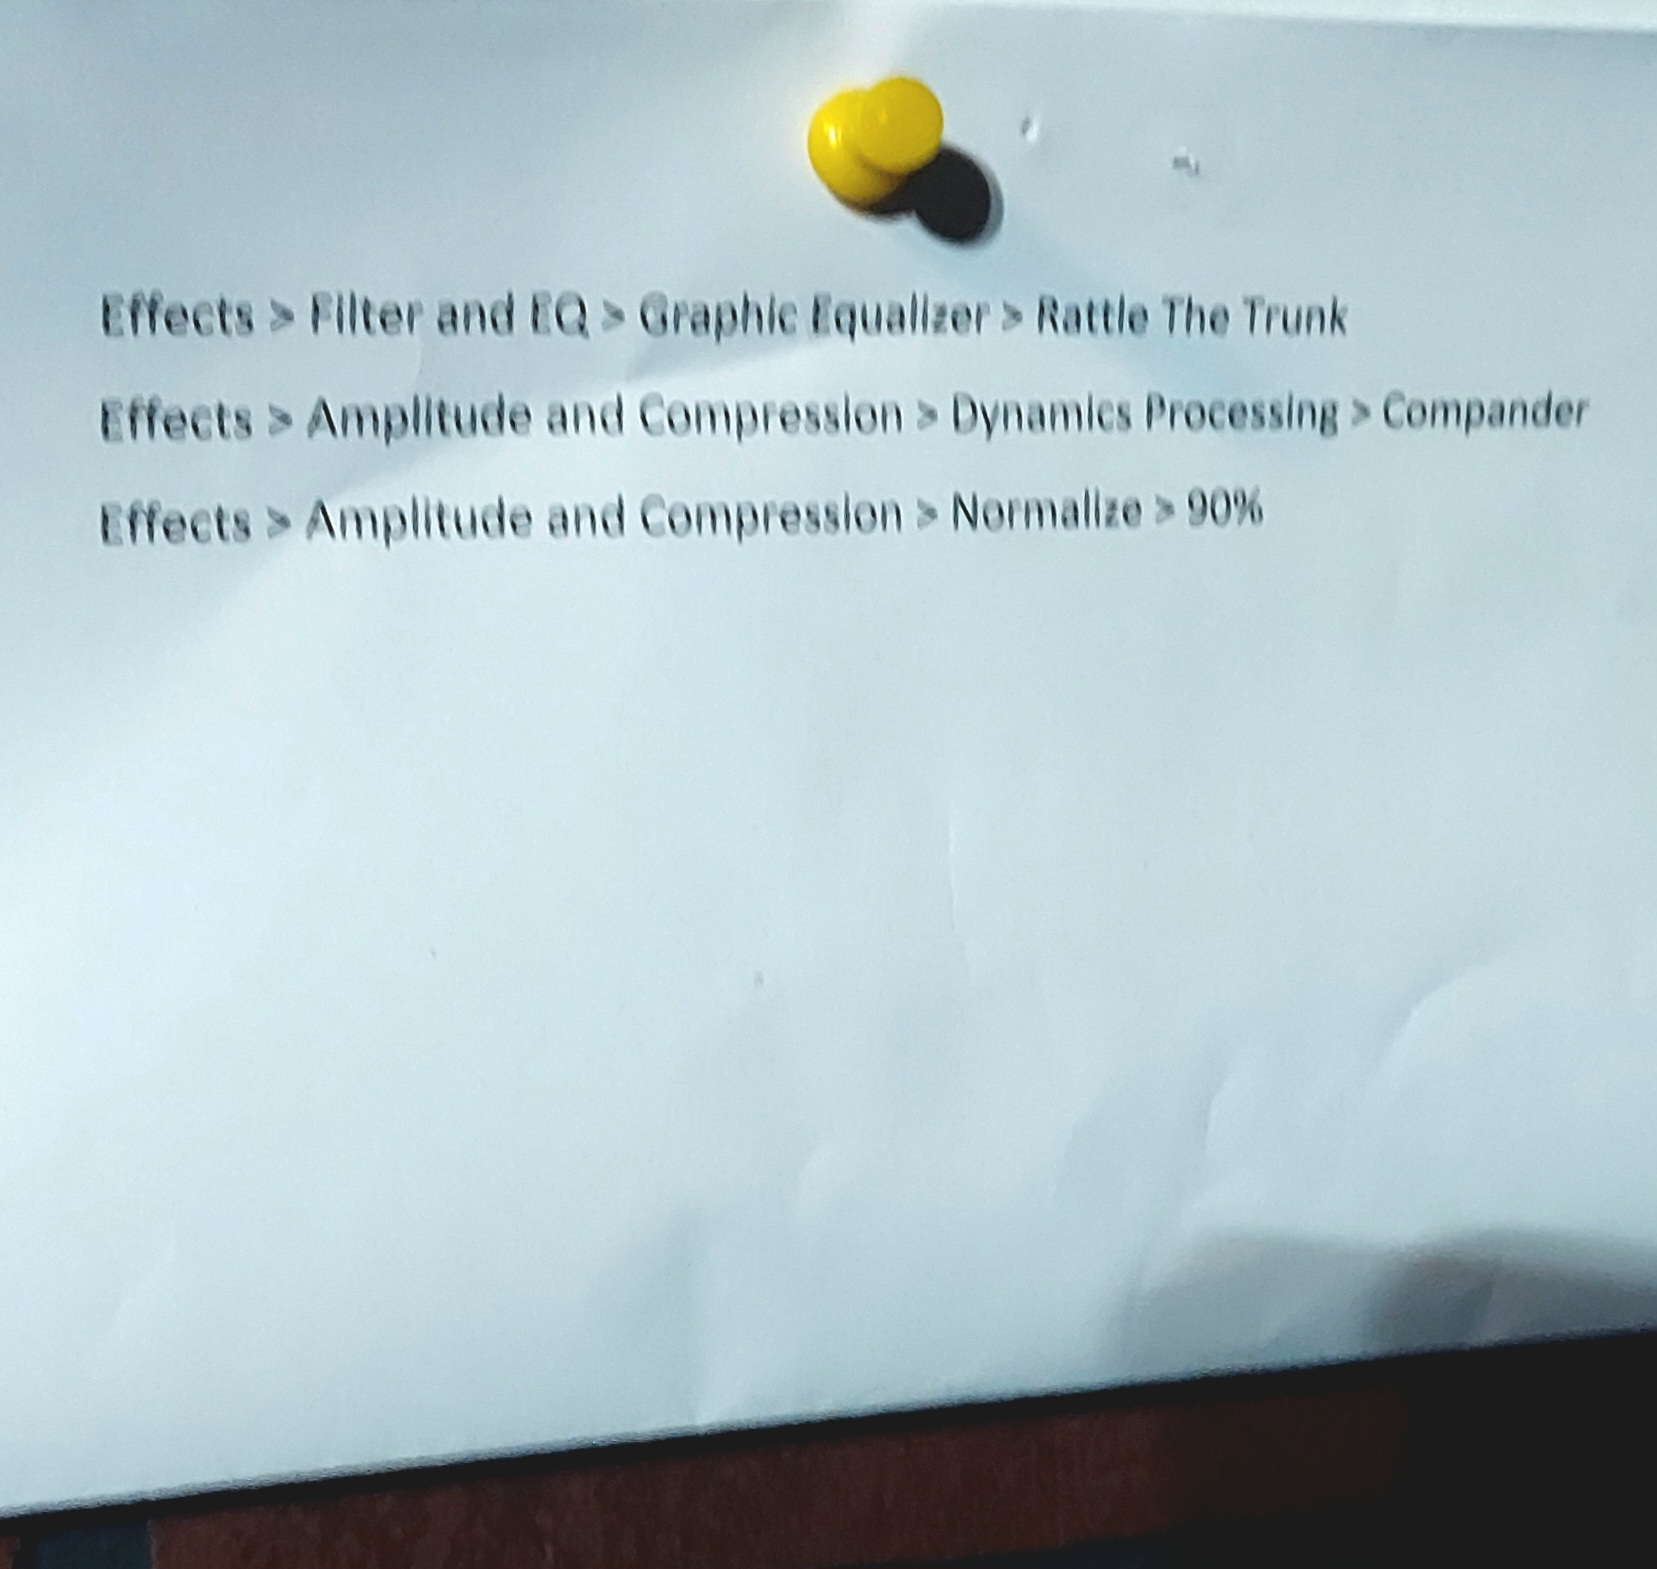 Effects > Filter and EQ > Graphic Equalizer > Rattle The Trunk
Effects > Amplitude and Compression > Dynamics Processing > Compander
Effects > Amplitude and Compression > Normalize > 90%